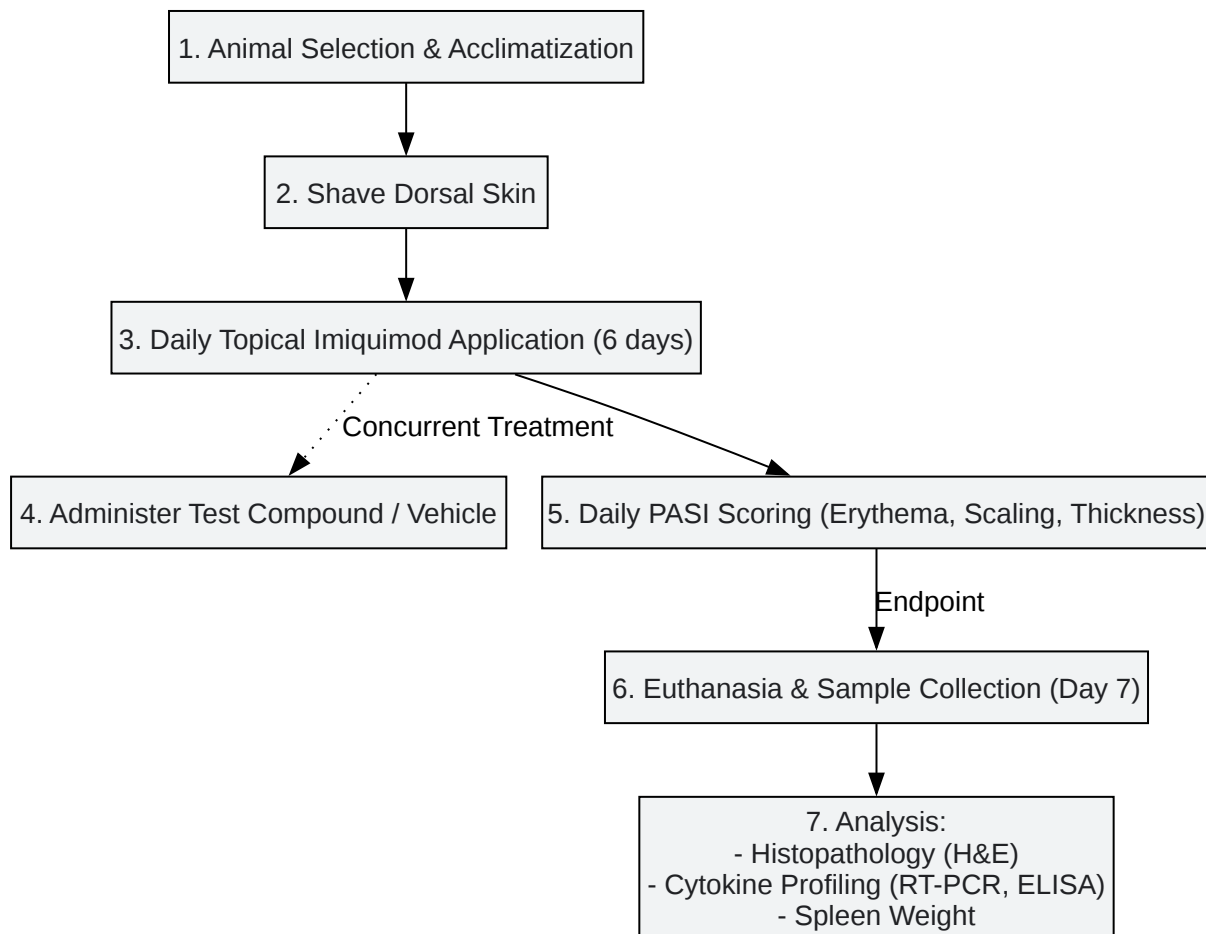 1. Animal Selection & Acclimatization
2. Shave Dorsal Skin
3. Daily Topical Imiquimod Application (6 days)
Concurrent Treatment
4. Administer Test Compound / Vehicle
5. Daily PASI Scoring (Erythema, Scaling, Thickness)
Endpoint
6. Euthanasia & Sample Collection (Day 7)
7. Analysis:
- Histopathology (H&E)
- Cytokine Profiling (RT-PCR, ELISA)
- Spleen Weight